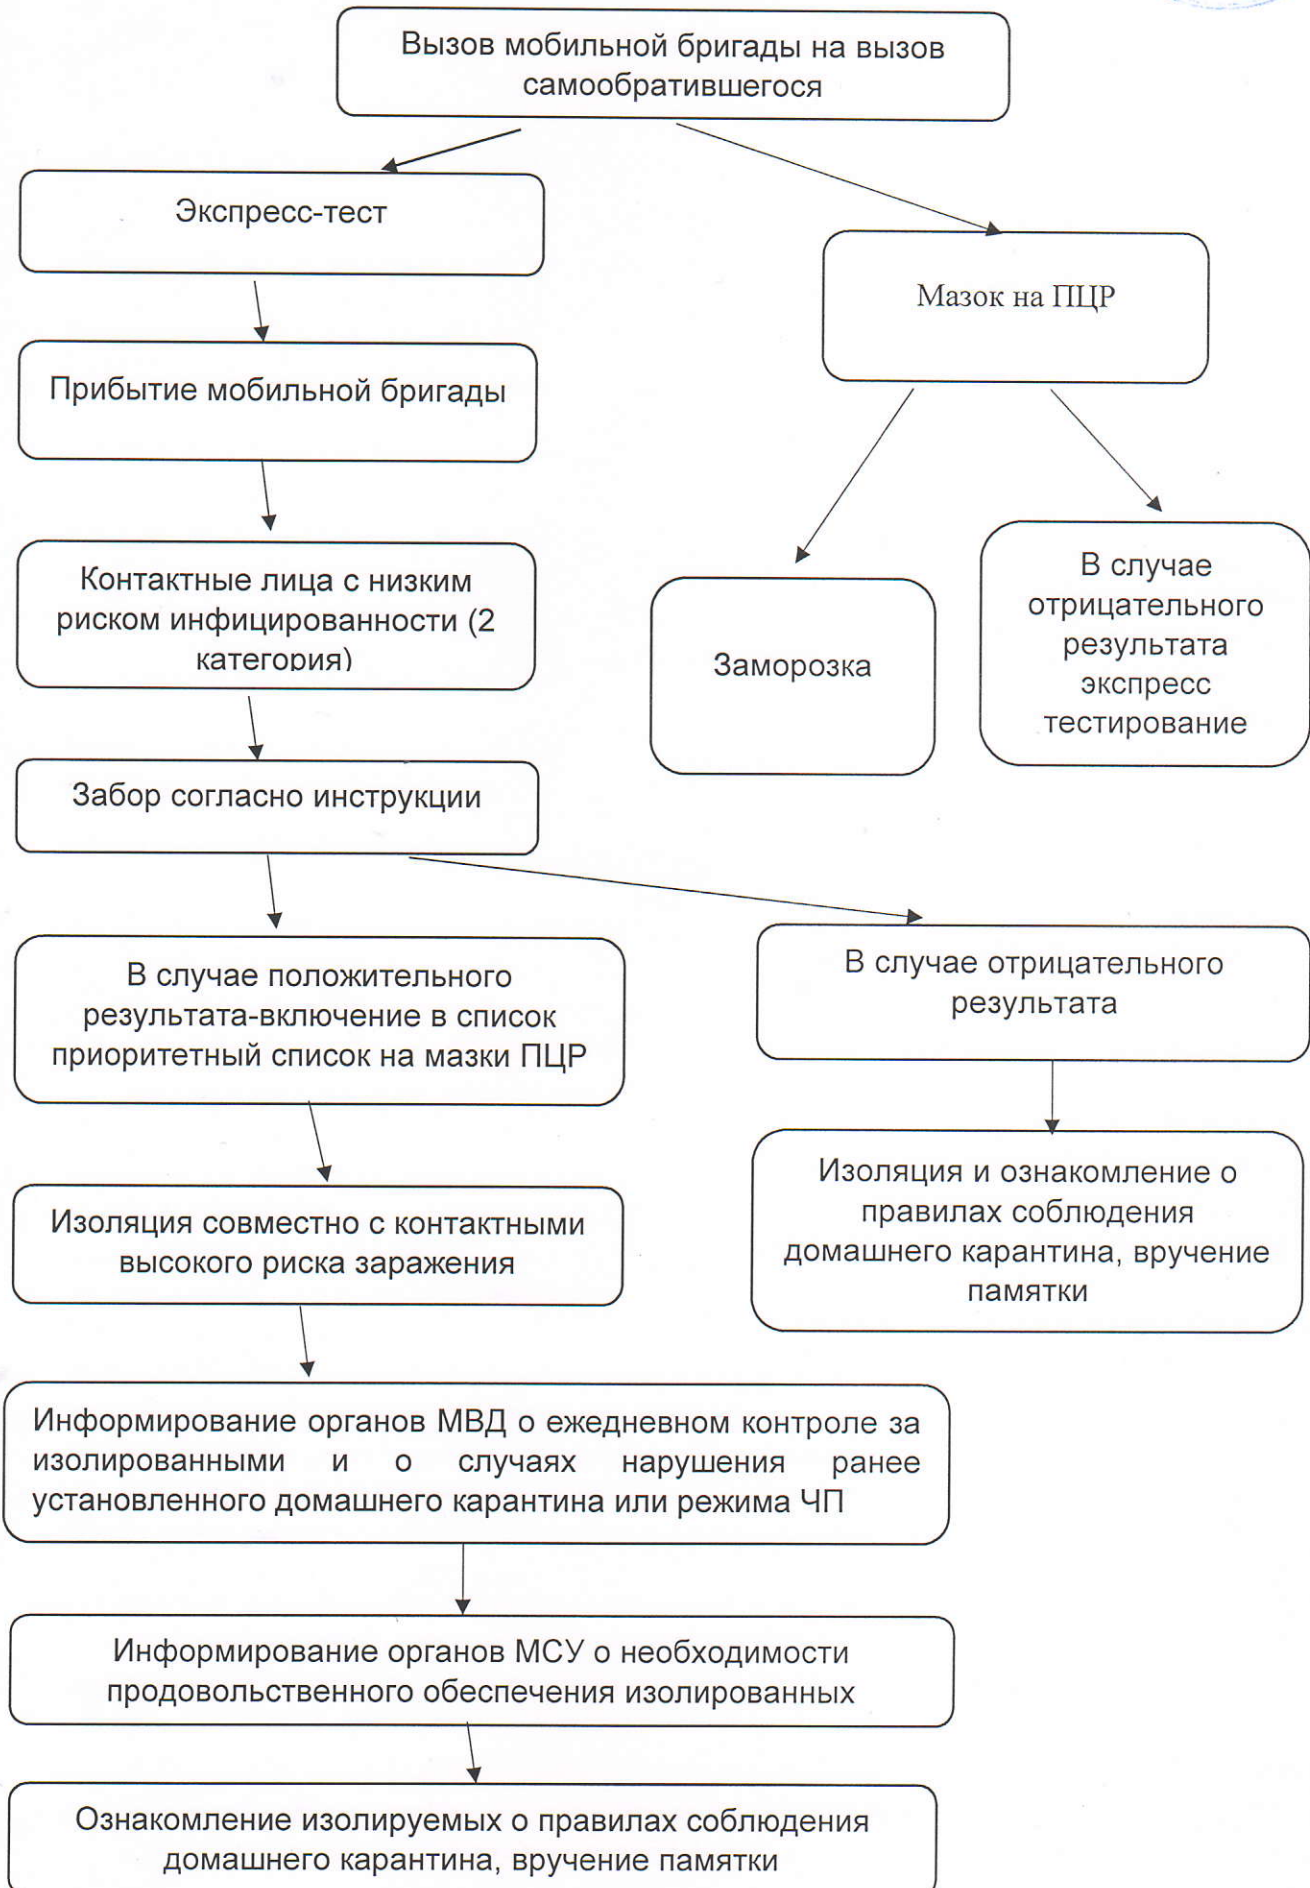 Вызов мобильной бригады на вызов
самообратившегося
Экспресс-тест
Мазок на ПЦР
Прибытие мобильной бригады
Контактные лица с низким
риском инфицированности (2
категория)
Заморозка
В случае
отрицательного
результата
экспресс
тестирование
Забор согласно инструкции
В случае положительного
результата-включение в список
приоритетный список на мазки ПЦР
В случае отрицательного
результата
Изоляция совместно с контактными
высокого риска заражения
Изоляция и ознакомление о
правилах соблюдения
домашнего карантина, вручение
памятки
Информирование органов МВД о ежедневном контроле за
изолированными и о случаях нарушения ранее
установленного домашнего карантина или режима ЧП
Информирование органов МСУ о необходимости
продовольственного обеспечения изолированных
Ознакомление изолируемых о правилах соблюдения
домашнего карантина, вручение памятки